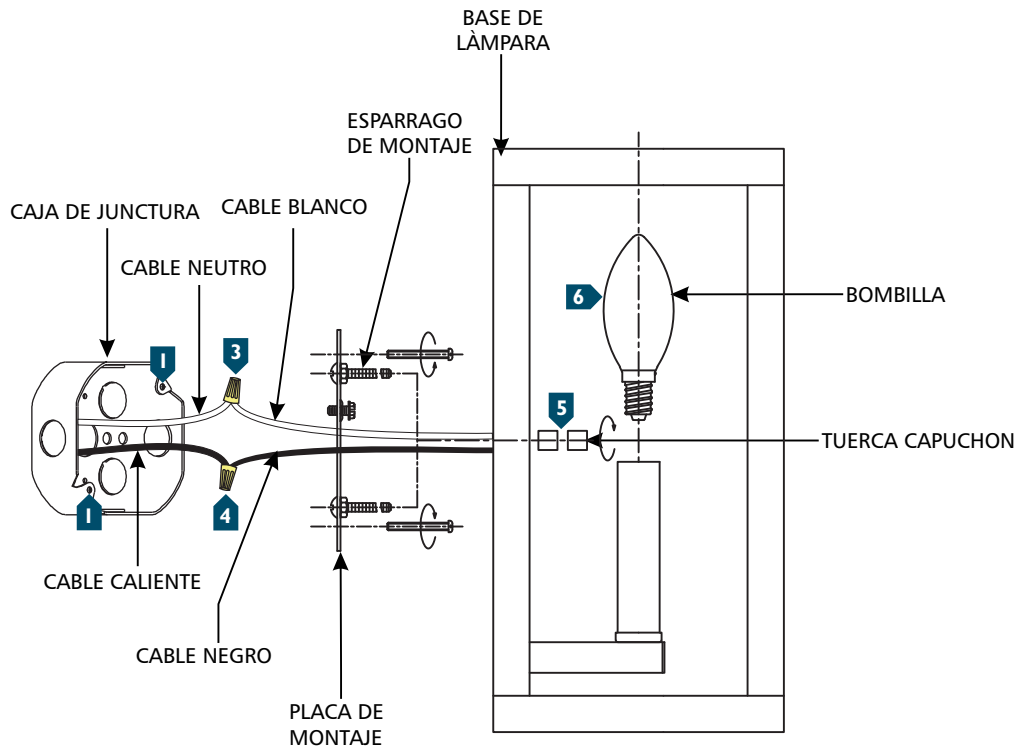 BASE DE
LÀMPARA
ESPARRAGO
DE MONTAJE
CAJA DE JUNCTURA
CABLE BLANCO
CABLE NEUTRO
6
BOMBILLA
1
3
5
TUERCA CAPUCHON
1
4
CABLE CALIENTE
CABLE NEGRO
PLACA DE
MONTAJE